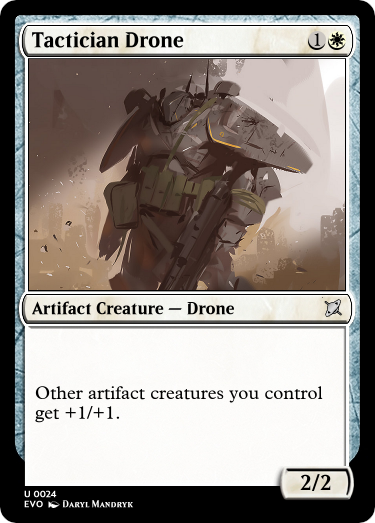 Tactician Drone 1
Artifact Creature — Drone
Other artifact creatures you control
get +1/+1.
2/2
U 0024
EVO DARYL MANDRYK